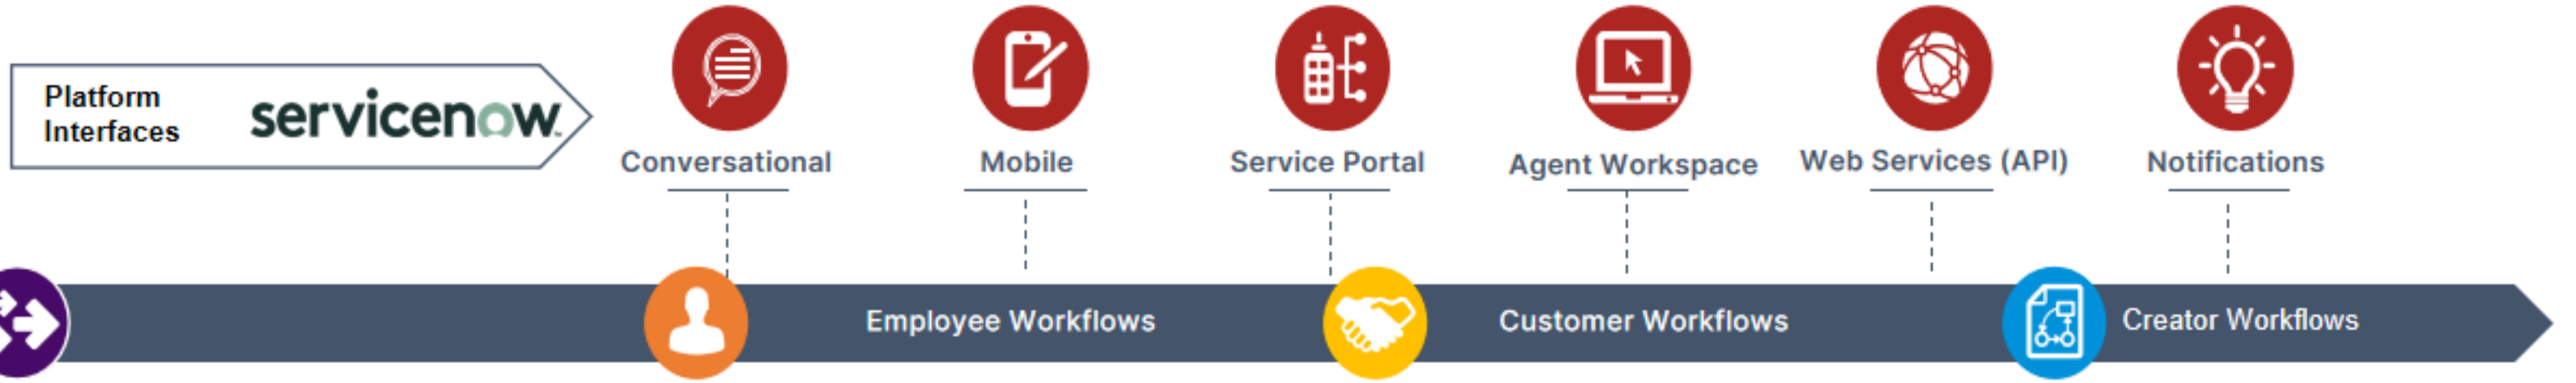 Platform
Interfaces
servicenow
Conversational
Mobile
Service Portal
Agent Workspace
Web Services (API)
Notifications
Employee Workflows
Customer Workflows
Creator Workflows